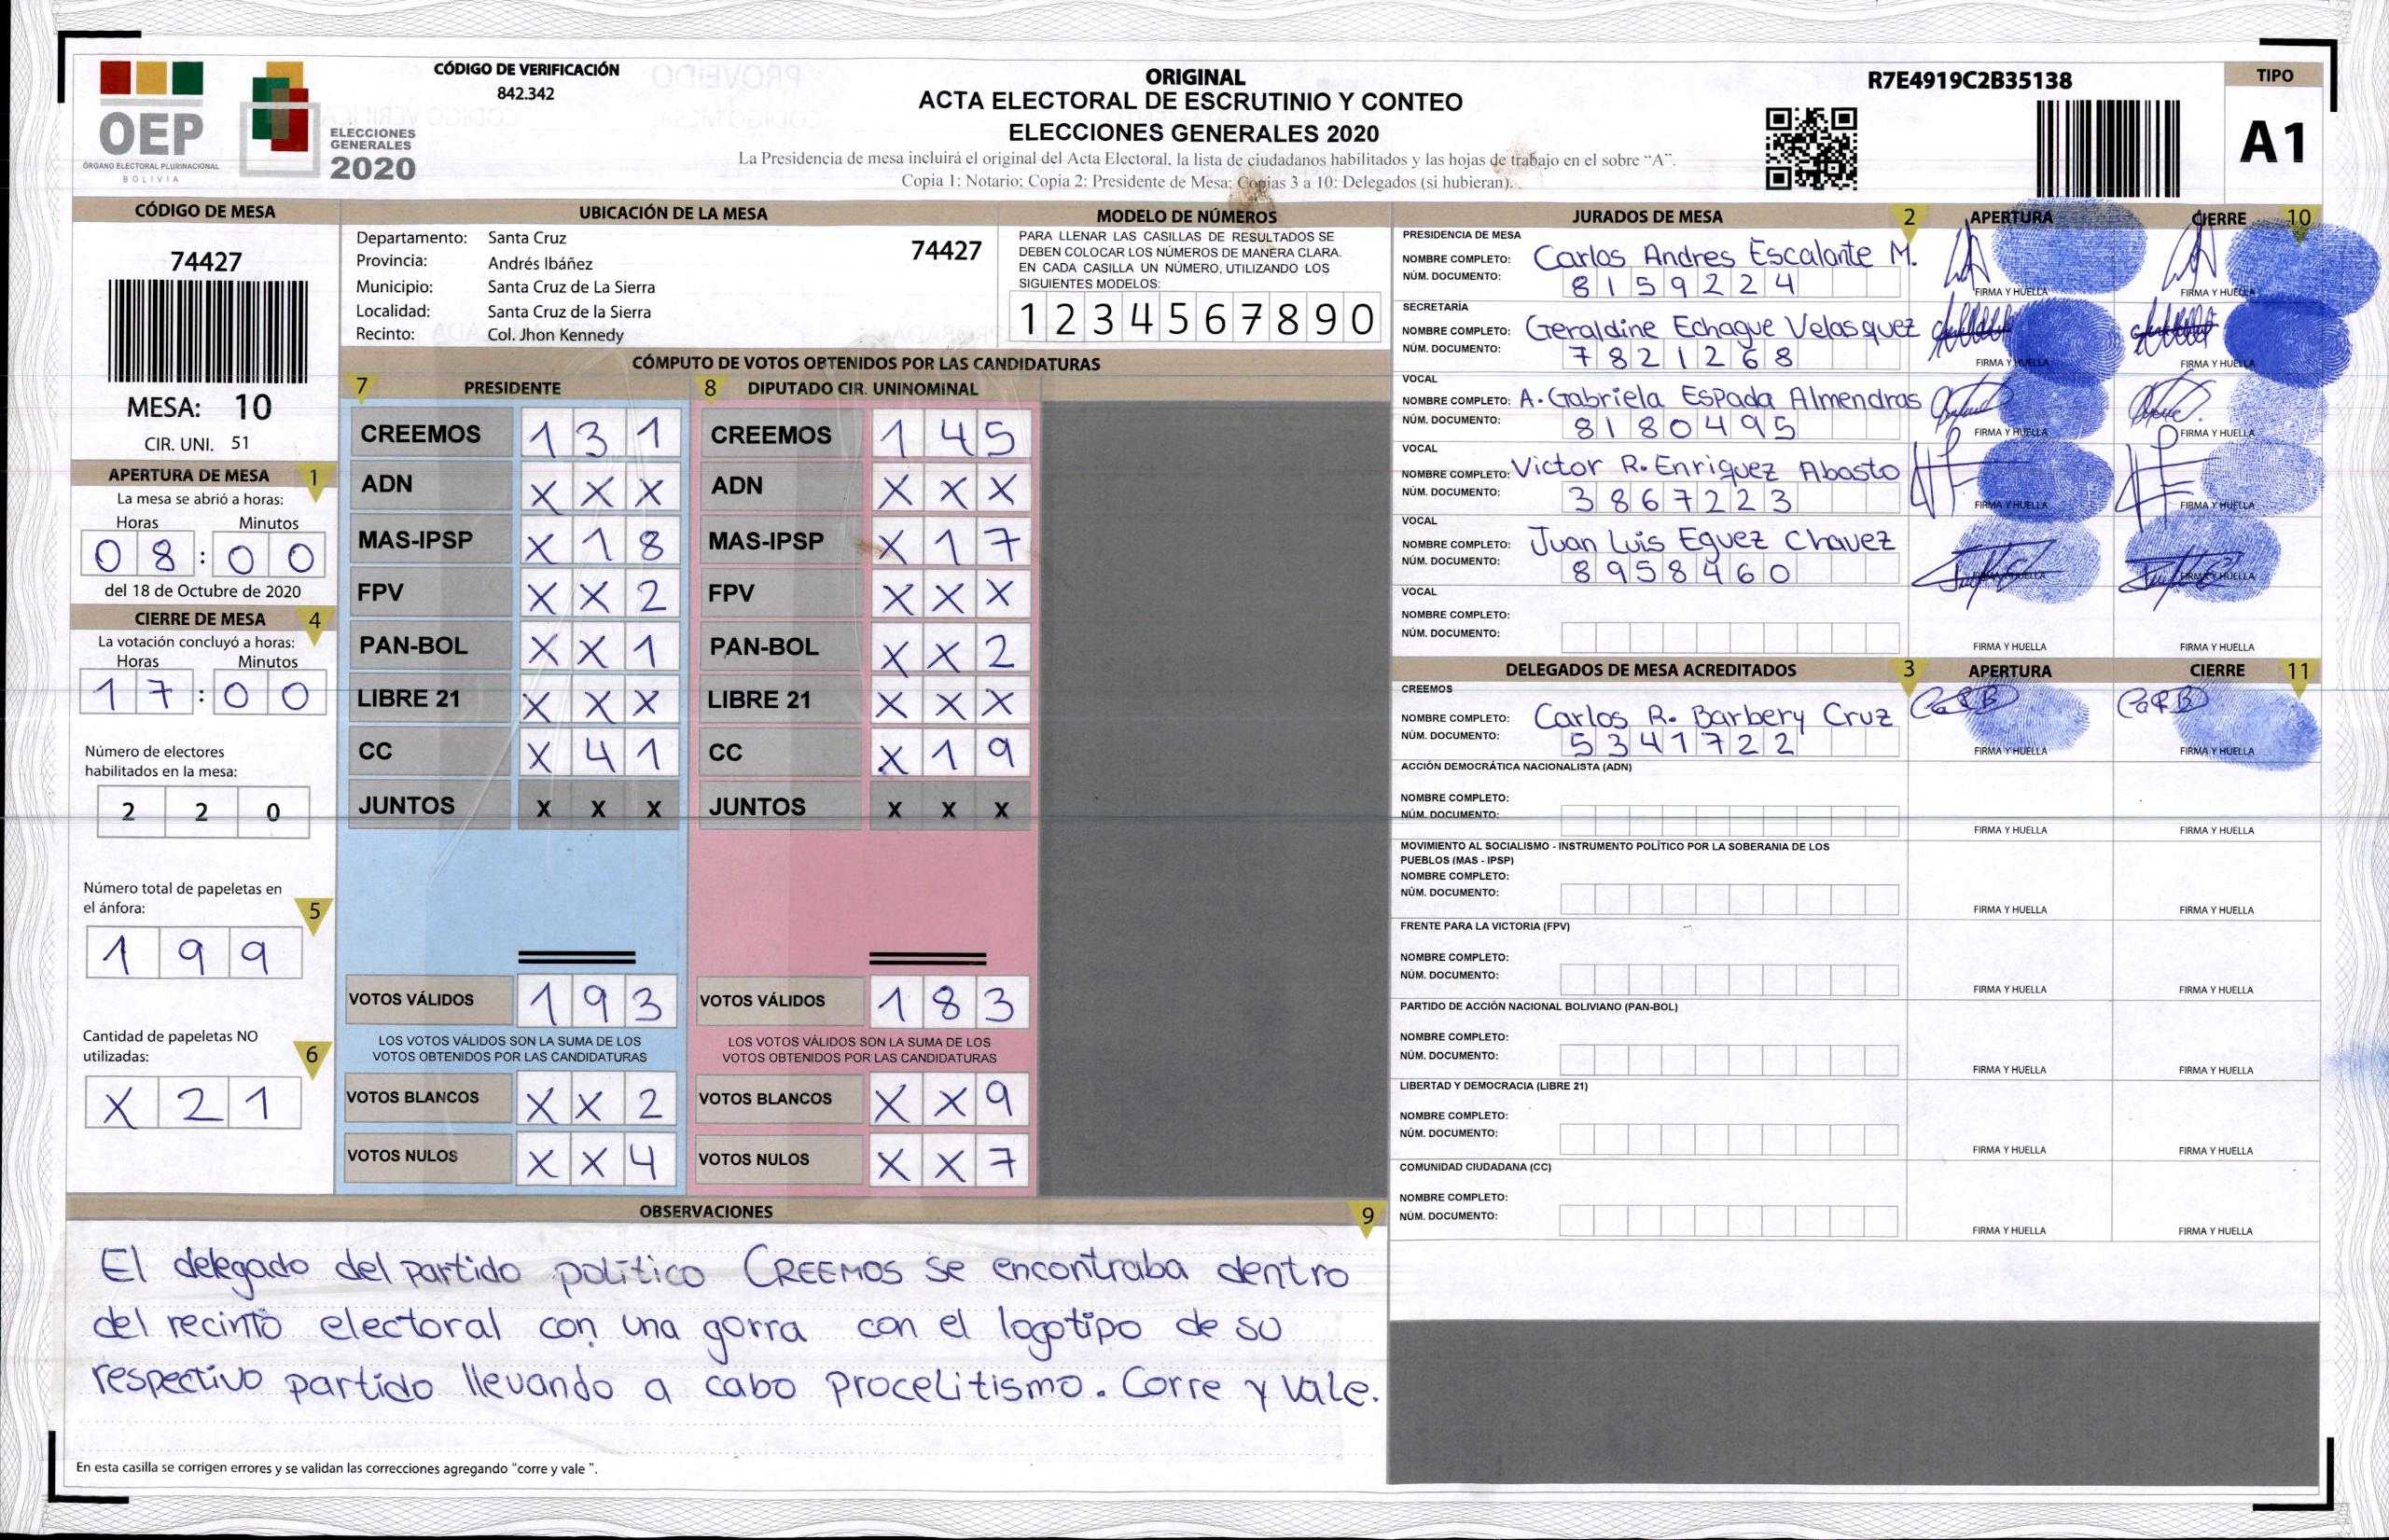 OEP
ÓRGANO ELECTORAL PLURINACIONAL
BOLIVIA
ELECCIONES
GENERALES
2020
CÓDIGO DE VERIFICACIÓN
842.342
ORIGINAL
ACTA ELECTORAL DE ESCRUTINIO Y CONTEO
ELECCIONES GENERALES 2020
La Presidencia de mesa incluirá el original del Acta Electoral, la lista de ciudadanos habilitados y las hojas de trabajo en el sobre “A”.
Copia 1: Notario; Copia 2: Presidente de Mesa; Copias 3 a 10: Delegados (si hubieran).
R7E4919C2B35138
TIPO
A1
CÓDIGO DE MESA
74427
MESA: 10
CIR. UNI. 51
APERTURA DE MESA 1
La mesa se abrió a horas:
Horas Minutos
08:00
del 18 de Octubre de 2020
CIERRE DE MESA 4
La votación concluyó a horas:
Horas Minutos
17:00
Número de electores
habilitados en la mesa:
2 2 0
Número total de papeletas en
el ánfora: 5
1 9 9
Cantidad de papeletas NO
utilizadas: 6
X 2 1
UBICACIÓN DE LA MESA
Departamento: Santa Cruz 74427
Provincia: Andrés Ibáñez
Municipio: Santa Cruz de La Sierra
Localidad: Santa Cruz de la Sierra
Recinto: Col. Jhon Kennedy
MODELO DE NÚMEROS
PARA LLENAR LAS CASILLAS DE RESULTADOS SE
DEBEN COLOCAR LOS NÚMEROS DE MANERA CLARA.
EN CADA CASILLA UN NÚMERO, UTILIZANDO LOS
SIGUIENTES MODELOS:
1 2 3 4 5 6 7 8 9 0
CÓMPUTO DE VOTOS OBTENIDOS POR LAS CANDIDATURAS
7 PRESIDENTE 8 DIPUTADO CIR. UNINOMINAL
CREEMOS 1 3 1 CREEMOS 1 4 5
ADN X X X ADN X X X
MAS-IPSP X 1 8 MAS-IPSP X 1 7
FPV X X 2 FPV X X X
PAN-BOL X X 1 PAN-BOL X X 2
LIBRE 21 X X X LIBRE 21 X X X
CC X 4 1 CC X 1 9
JUNTOS X X X JUNTOS X X X
VOTOS VÁLIDOS 1 9 3 VOTOS VÁLIDOS 1 8 3
LOS VOTOS VÁLIDOS SON LA SUMA DE LOS LOS VOTOS VÁLIDOS SON LA SUMA DE LOS
VOTOS OBTENIDOS POR LAS CANDIDATURAS VOTOS OBTENIDOS POR LAS CANDIDATURAS
VOTOS BLANCOS X X 2 VOTOS BLANCOS X X 9
VOTOS NULOS X X 4 VOTOS NULOS X X 7
OBSERVACIONES 9
El delegado del partido político CREEMOS se encontraba dentro
del recinto electoral con una gorra con el logotipo de su
respectivo partido llevando a cabo procelitismo. Corre y vale.
En esta casilla se corrigen errores y se validan las correcciones agregando "corre y vale ".
JURADOS DE MESA 2 APERTURA CIERRE 10
PRESIDENCIA DE MESA
NOMBRE COMPLETO: Carlos Andres Escalante M.
NÚM. DOCUMENTO: 8159224
FIRMA Y HUELLA FIRMA Y HUELLA
SECRETARÍA
NOMBRE COMPLETO: Geraldine Echague Velasquez
NÚM. DOCUMENTO: 7821268
FIRMA Y HUELLA FIRMA Y HUELLA
VOCAL
NOMBRE COMPLETO: A. Gabriela Espada Almendras
NÚM. DOCUMENTO: 8180495
FIRMA Y HUELLA FIRMA Y HUELLA
VOCAL
NOMBRE COMPLETO: Victor R. Enriquez Abasto
NÚM. DOCUMENTO: 3867223
FIRMA Y HUELLA FIRMA Y HUELLA
VOCAL
NOMBRE COMPLETO: Juan Luis Eguez Chavez
NÚM. DOCUMENTO: 8958460
FIRMA Y HUELLA FIRMA Y HUELLA
VOCAL
NOMBRE COMPLETO:
NÚM. DOCUMENTO:
FIRMA Y HUELLA FIRMA Y HUELLA
DELEGADOS DE MESA ACREDITADOS 3 APERTURA CIERRE 11
CREEMOS
NOMBRE COMPLETO: Carlos R. Barbery Cruz
NÚM. DOCUMENTO: 5341722
FIRMA Y HUELLA FIRMA Y HUELLA
ACCIÓN DEMOCRÁTICA NACIONALISTA (ADN)
NOMBRE COMPLETO:
NÚM. DOCUMENTO:
FIRMA Y HUELLA FIRMA Y HUELLA
MOVIMIENTO AL SOCIALISMO - INSTRUMENTO POLÍTICO POR LA SOBERANIA DE LOS
PUEBLOS (MAS - IPSP)
NOMBRE COMPLETO:
NÚM. DOCUMENTO:
FIRMA Y HUELLA FIRMA Y HUELLA
FRENTE PARA LA VICTORIA (FPV)
NOMBRE COMPLETO:
NÚM. DOCUMENTO:
FIRMA Y HUELLA FIRMA Y HUELLA
PARTIDO DE ACCIÓN NACIONAL BOLIVIANO (PAN-BOL)
NOMBRE COMPLETO:
NÚM. DOCUMENTO:
FIRMA Y HUELLA FIRMA Y HUELLA
LIBERTAD Y DEMOCRACIA (LIBRE 21)
NOMBRE COMPLETO:
NÚM. DOCUMENTO:
FIRMA Y HUELLA FIRMA Y HUELLA
COMUNIDAD CIUDADANA (CC)
NOMBRE COMPLETO:
NÚM. DOCUMENTO:
FIRMA Y HUELLA FIRMA Y HUELLA